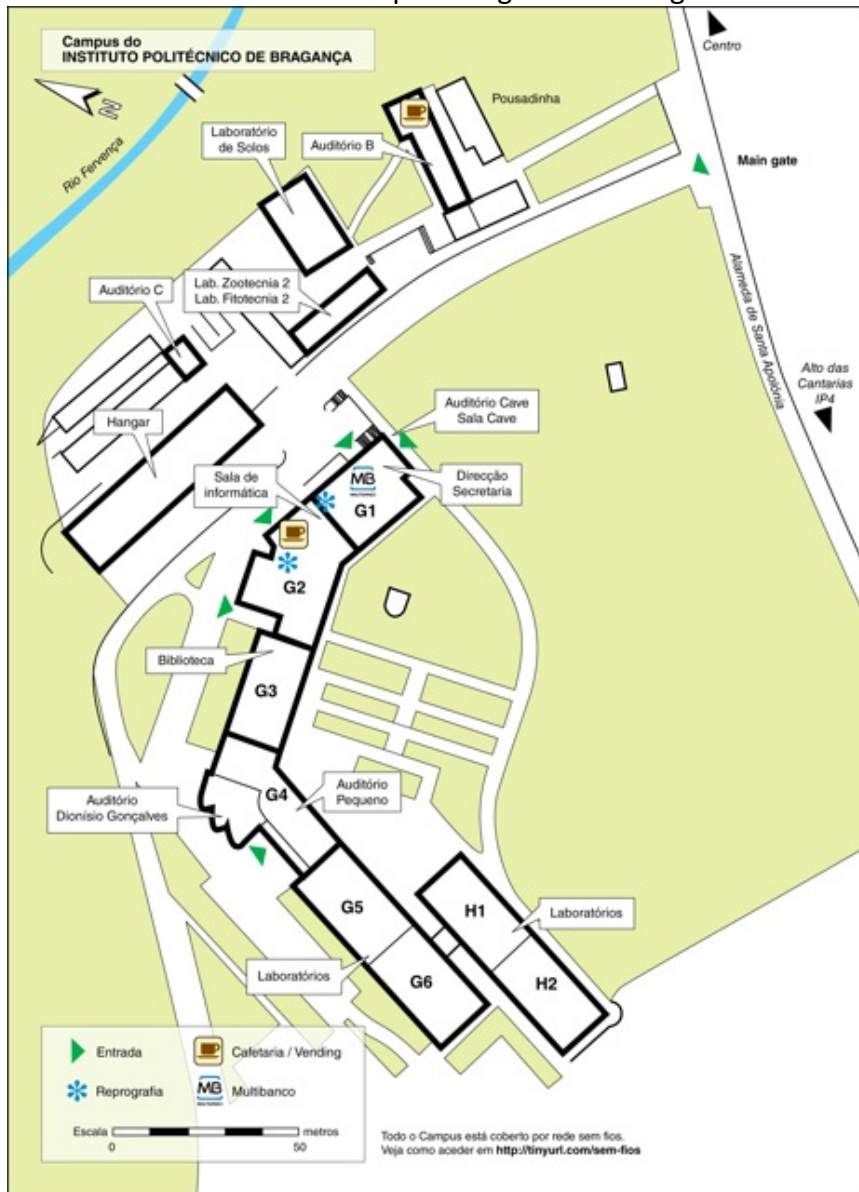 Campus do
INSTITUTO POLITÉCNICO DE BRAGANÇA
Centro
N
Rio Fervença
Pousadinha
Laboratório
de Solos
Auditório B
Main gate
Auditório C
Lab. Zootecnia 2
Lab. Fitotecnia 2
Alameda de Santa Apolónia
Alto das
Cantarias
IP4
Hangar
Auditório Cave
Sala Cave
Sala de
informática
MB
Direcção
Secretaria
G1
G2
Biblioteca
G3
G4
Auditório
Pequeno
Auditório
Dionísio Gonçalves
G5
H1
Laboratórios
Laboratórios
G6
H2
Entrada
Cafetaria / Vending
Reprografia
MB
Multibanco
Escala
metros
0
50
Todo o Campus está coberto por rede sem fios.
Veja como aceder em http://tinyurl.com/sem-fios